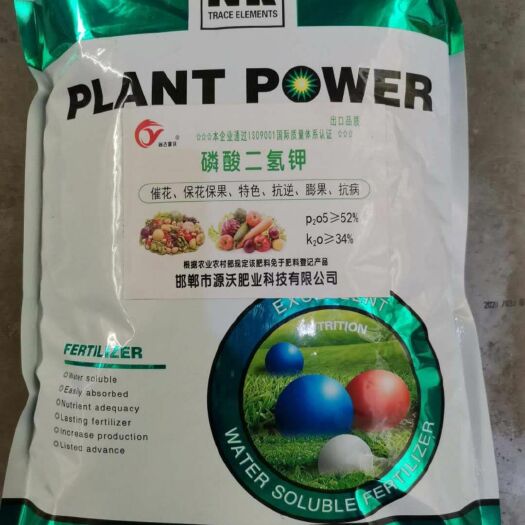 TRACE ELEMENTS
PLANT POWER
出口品质
☆☆☆本企业通过ISO9001国际质量体系认证 ☆☆☆
磷酸二氢钾
催花、保花保果、特色、抗逆、膨果、抗病
p₂o5≥52%
k₂o≥34%
根据农业农村部规定该肥料免于肥料登记产品
邯郸市源沃肥业科技有限公司
FERTILIZER
Water soluble
Easily absorbed
Nutrient adequacy
Lasting fertilizer
Increase production
Listed advance
EXCELLENT
NUTRITION
WATER SOLUBLE FERTILIZER